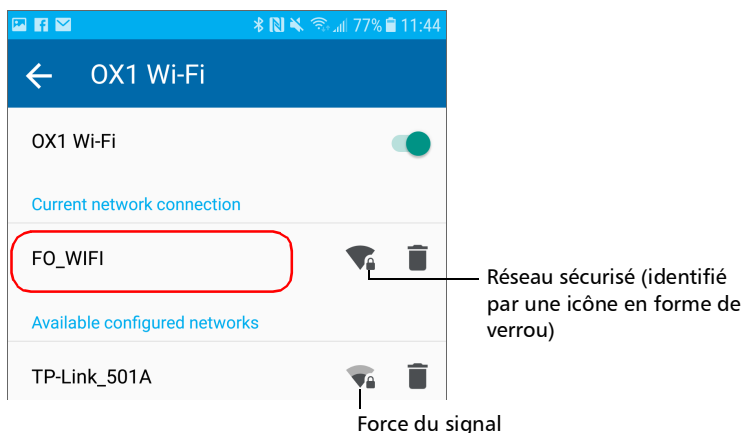 77% 11:44
OX1 Wi-Fi
OX1 Wi-Fi
Current network connection
FO_WIFI
Réseau sécurisé (identifié
par une icône en forme de
verrou)
Available configured networks
TP-Link_501A
Force du signal